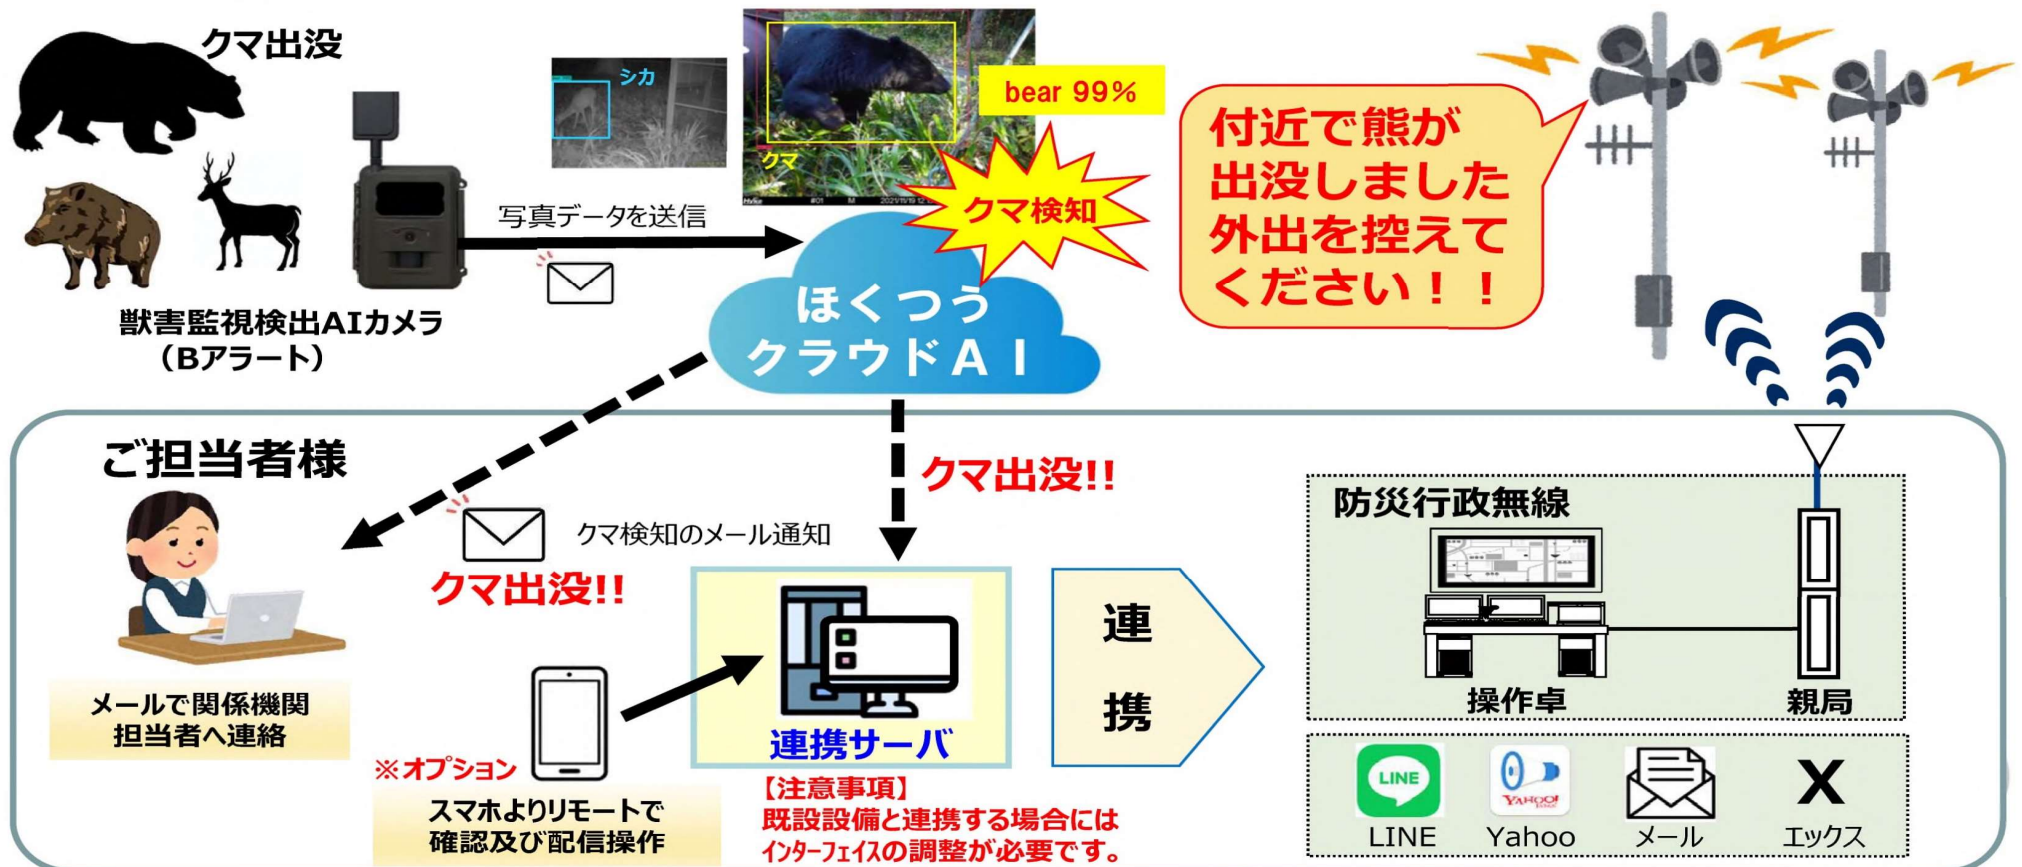 クマ出没
シカ
bear 99%
クマ
#01 M 2021/11/19 12:1
クマ検知
付近で熊が
出没しました
外出を控えて
ください！！
写真データを送信
獣害監視検出AIカメラ
（Bアラート）
ほくつう
クラウドAI
ご担当者様
クマ出没!!
クマ検知のメール通知
クマ出没!!
メールで関係機関
担当者へ連絡
※オプション
スマホよりリモートで
確認及び配信操作
連携サーバ
【注意事項】
既設設備と連携する場合には
インターフェイスの調整が必要です。
連
携
防災行政無線
操作卓
親局
LINE
YAHOO!
JAPAN
X
LINE
Yahoo
メール
エックス